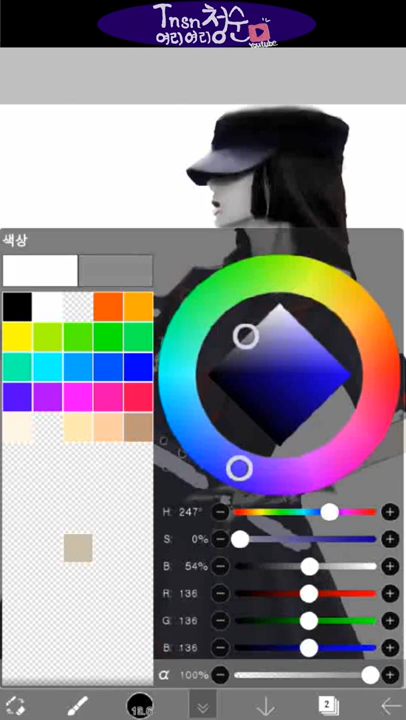 Tnsn청순
여리여리
YouTube
색상
H: 247°
S: 0%
B: 54%
R: 136
G: 136
B: 136
α 100%
2